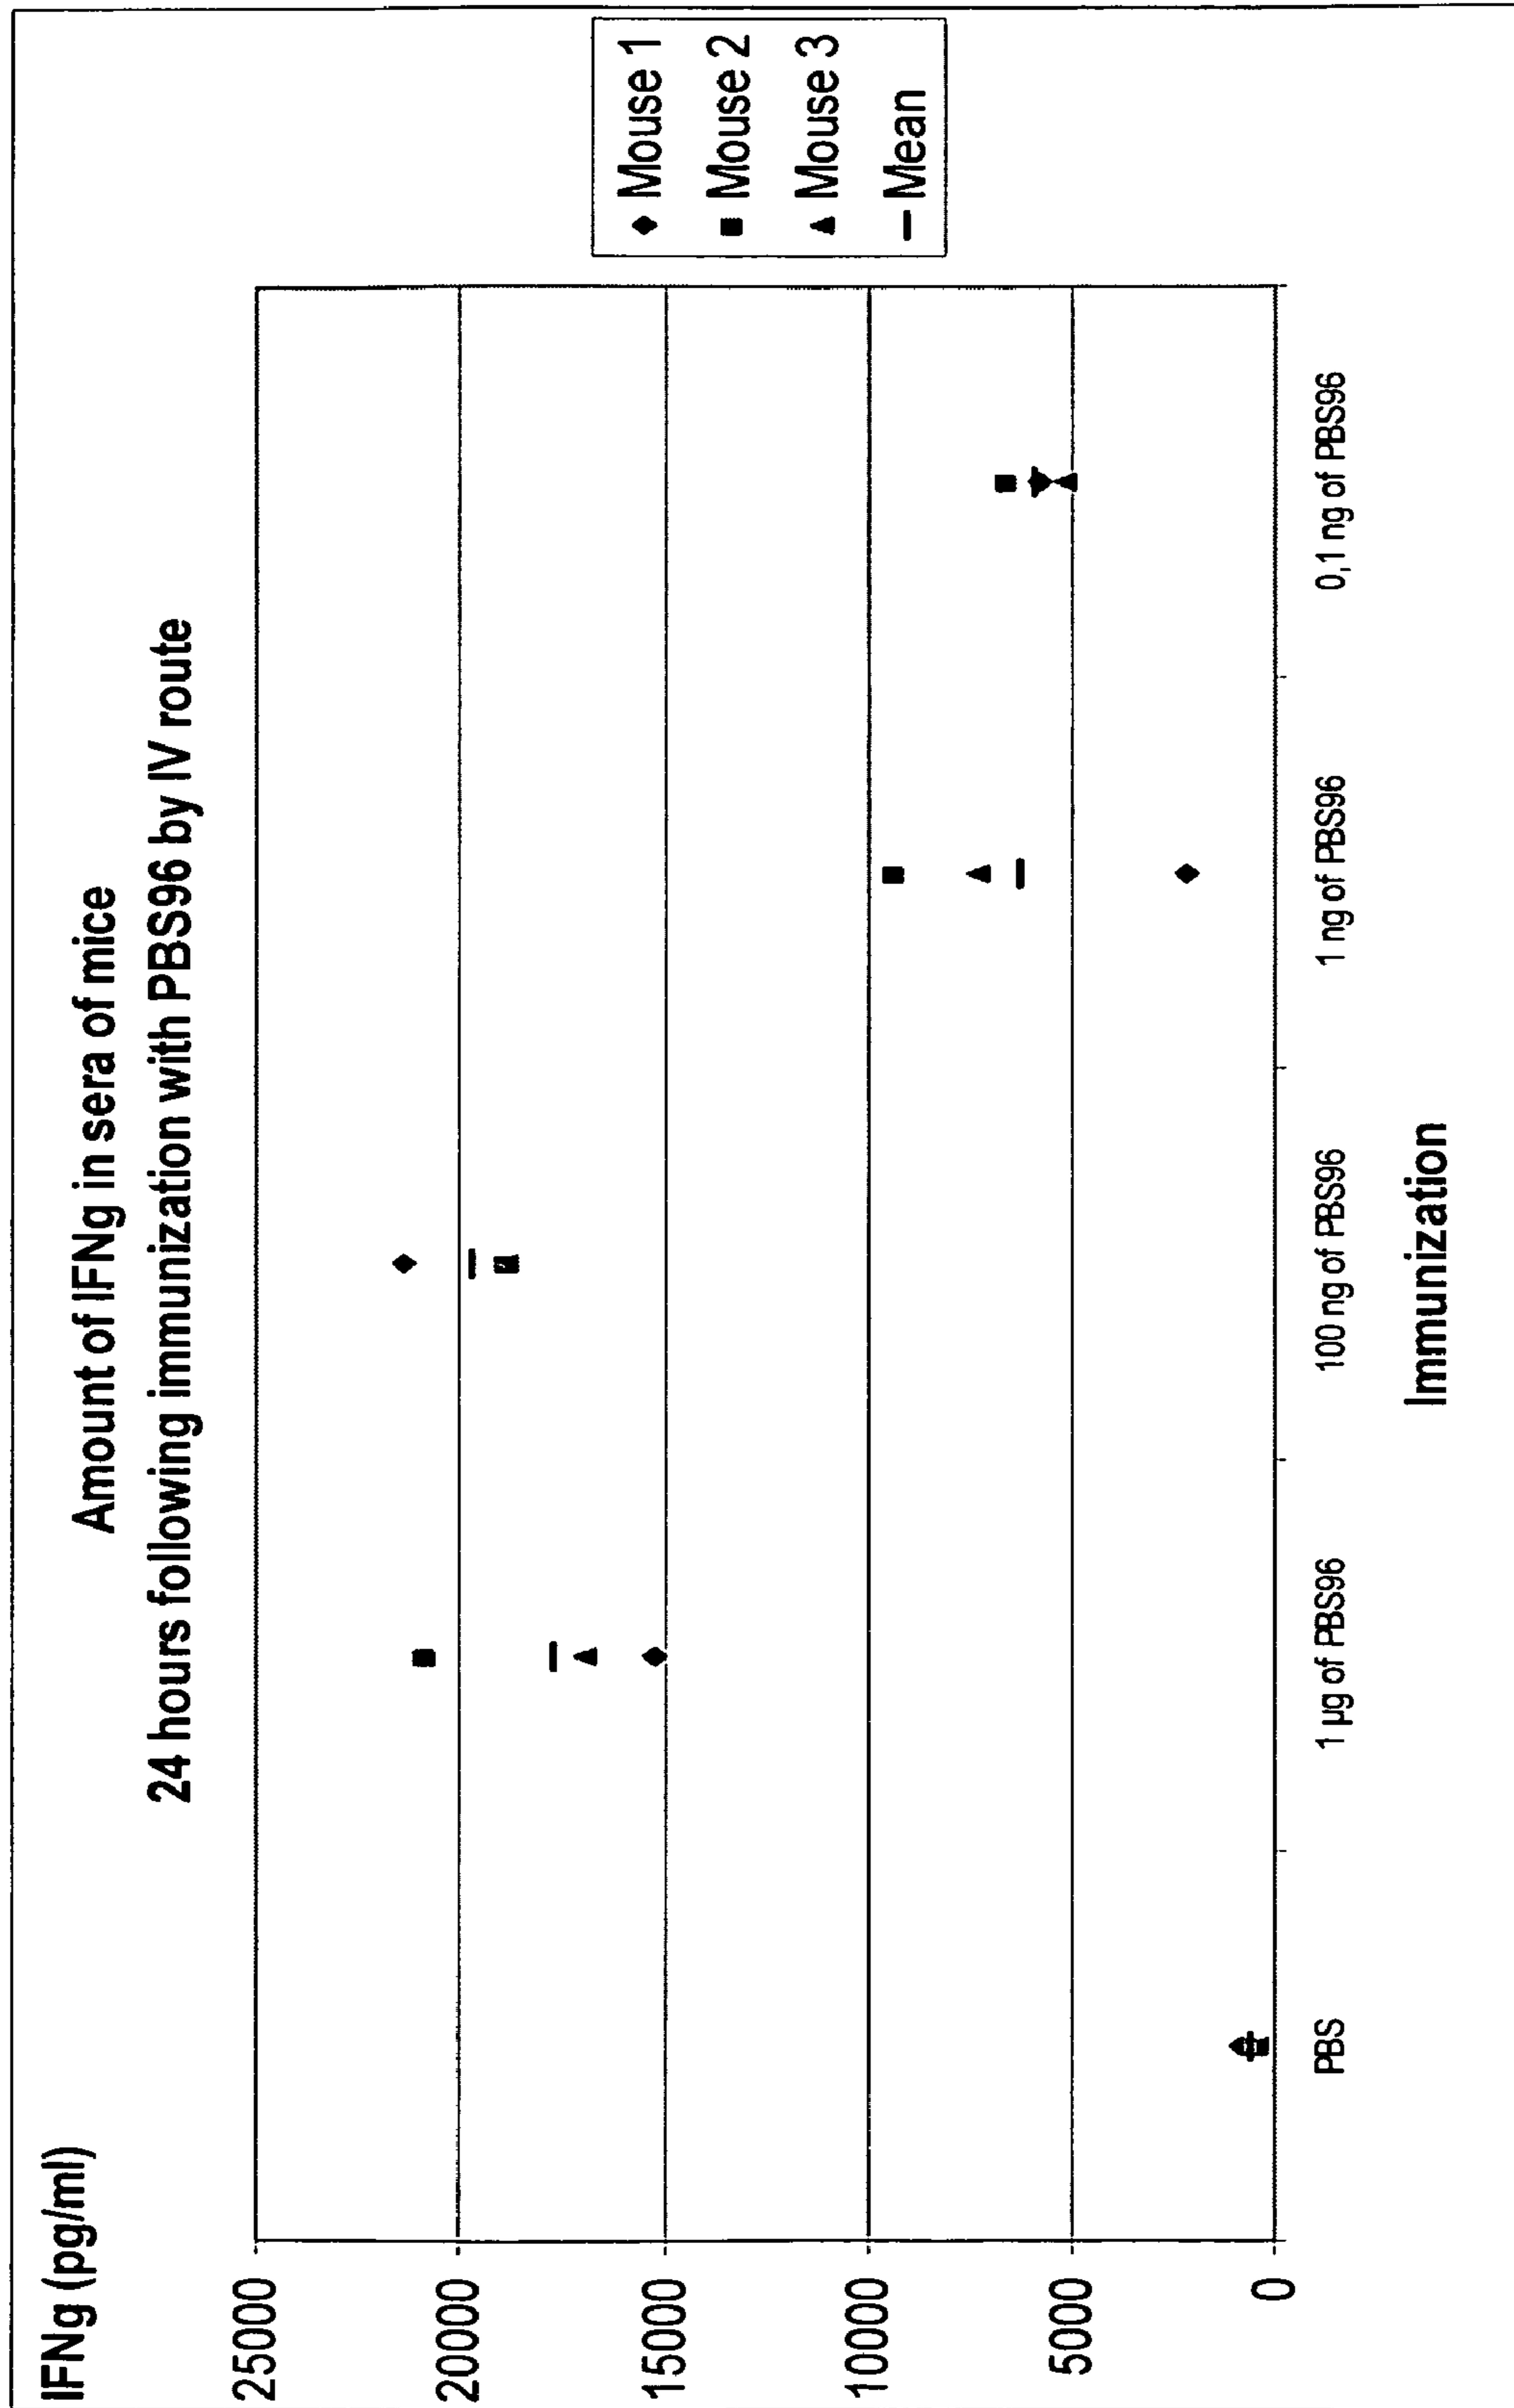 IFNg (pg/ml)
Amount of IFNg in sera of mice
24 hours following immunization with PBS96 by IV route
25000
20000
15000
10000
5000
0
PBS
1 µg of PBS96
100 ng of PBS96
1 ng of PBS96
0,1 ng of PBS96
Immunization
Mouse 1
Mouse 2
Mouse 3
Mean